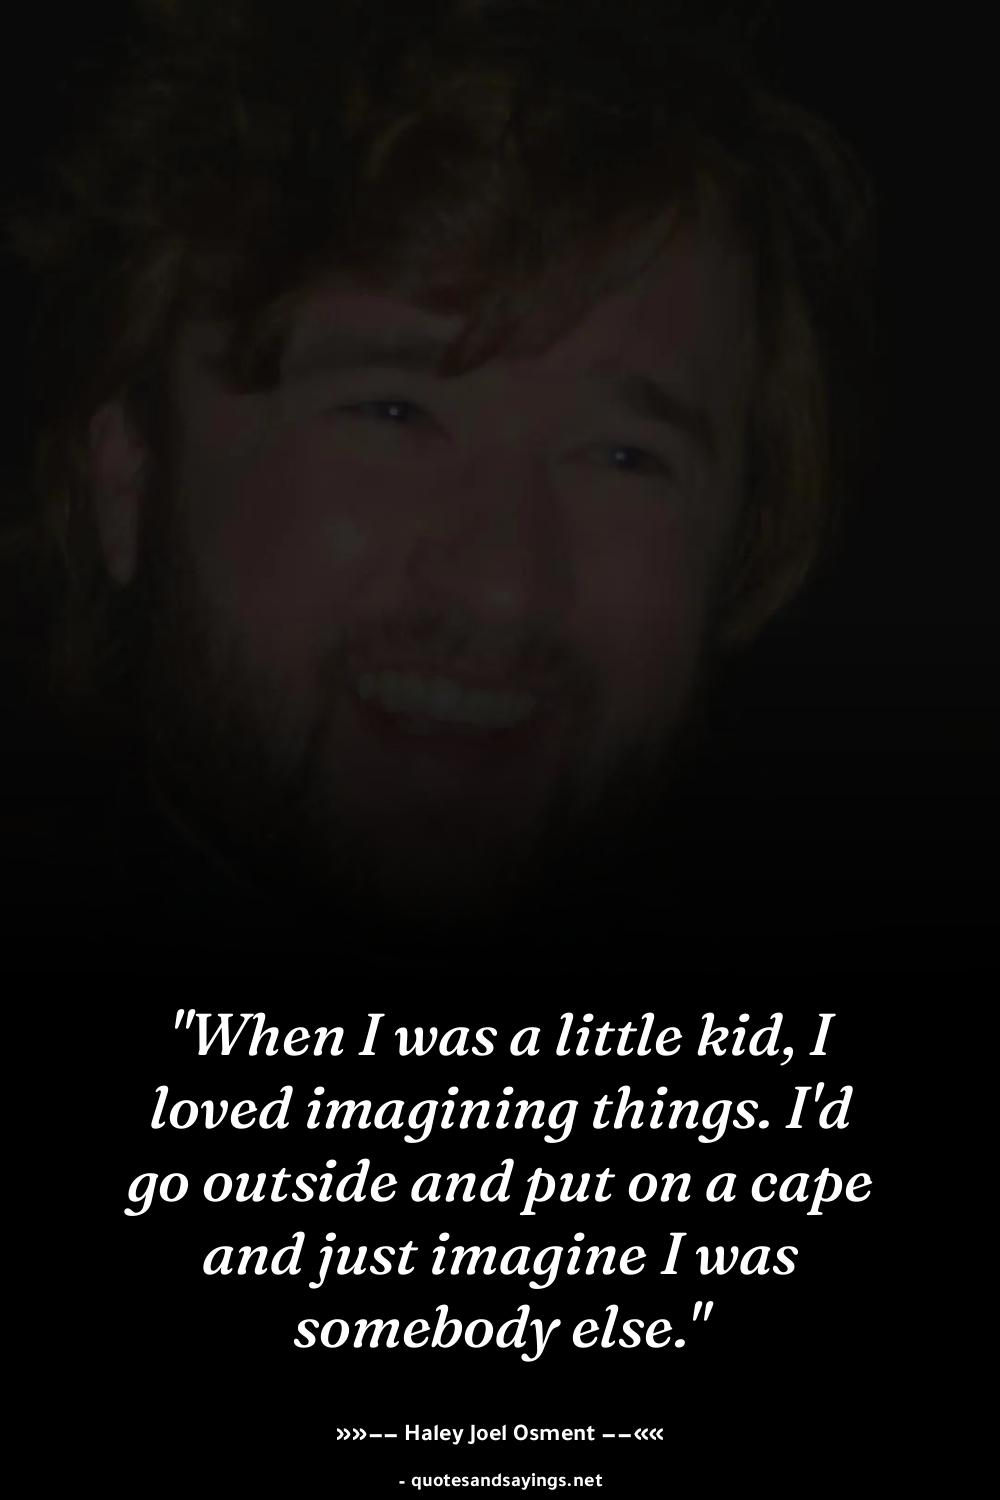 "When I was a little kid, I
loved imagining things. I'd
go outside and put on a cape
and just imagine I was
somebody else."
»»–– Haley Joel Osment ––««
- quotesandsayings.net